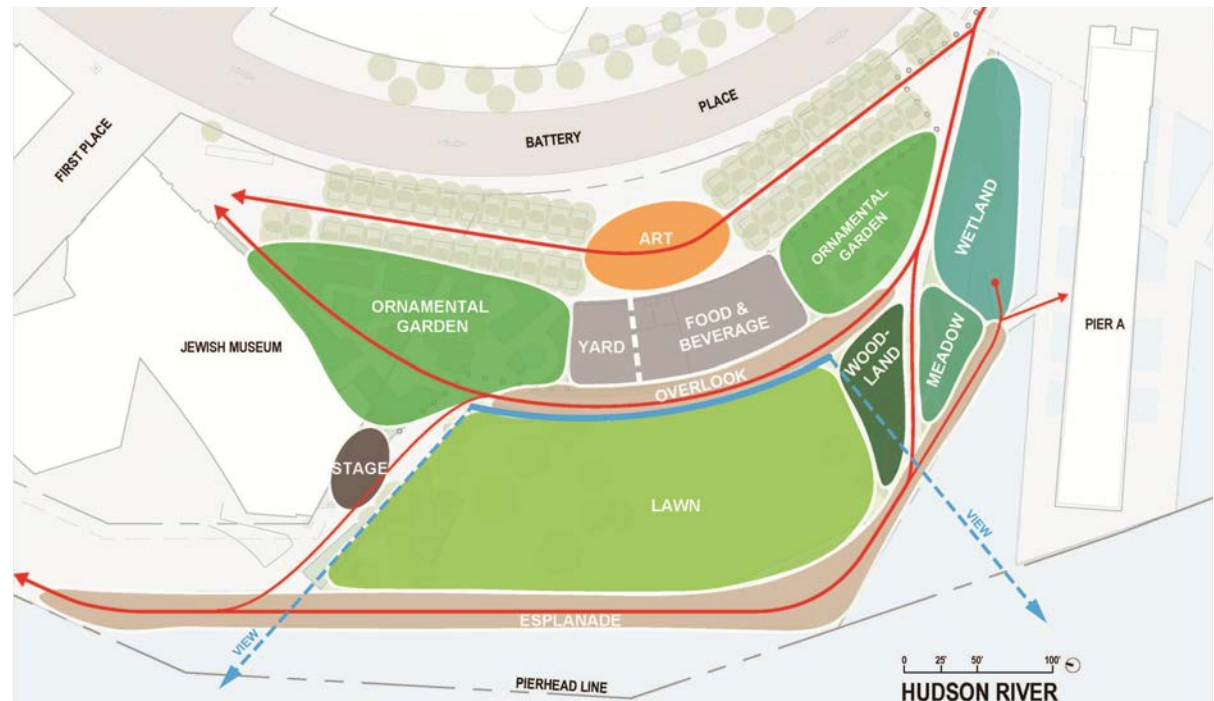 FIRST PLACE
BATTERY
PLACE
ART
ORNAMENTAL
GARDEN
WETLAND
ORNAMENTAL
GARDEN
JEWISH MUSEUM
YARD
FOOD &
BEVERAGE
OVERLOOK
WOOD-
LAND
MEADOW
PIER A
STAGE
LAWN
VIEW
VIEW
ESPLANADE
PIERHEAD LINE
0 25' 50' 100'
HUDSON RIVER